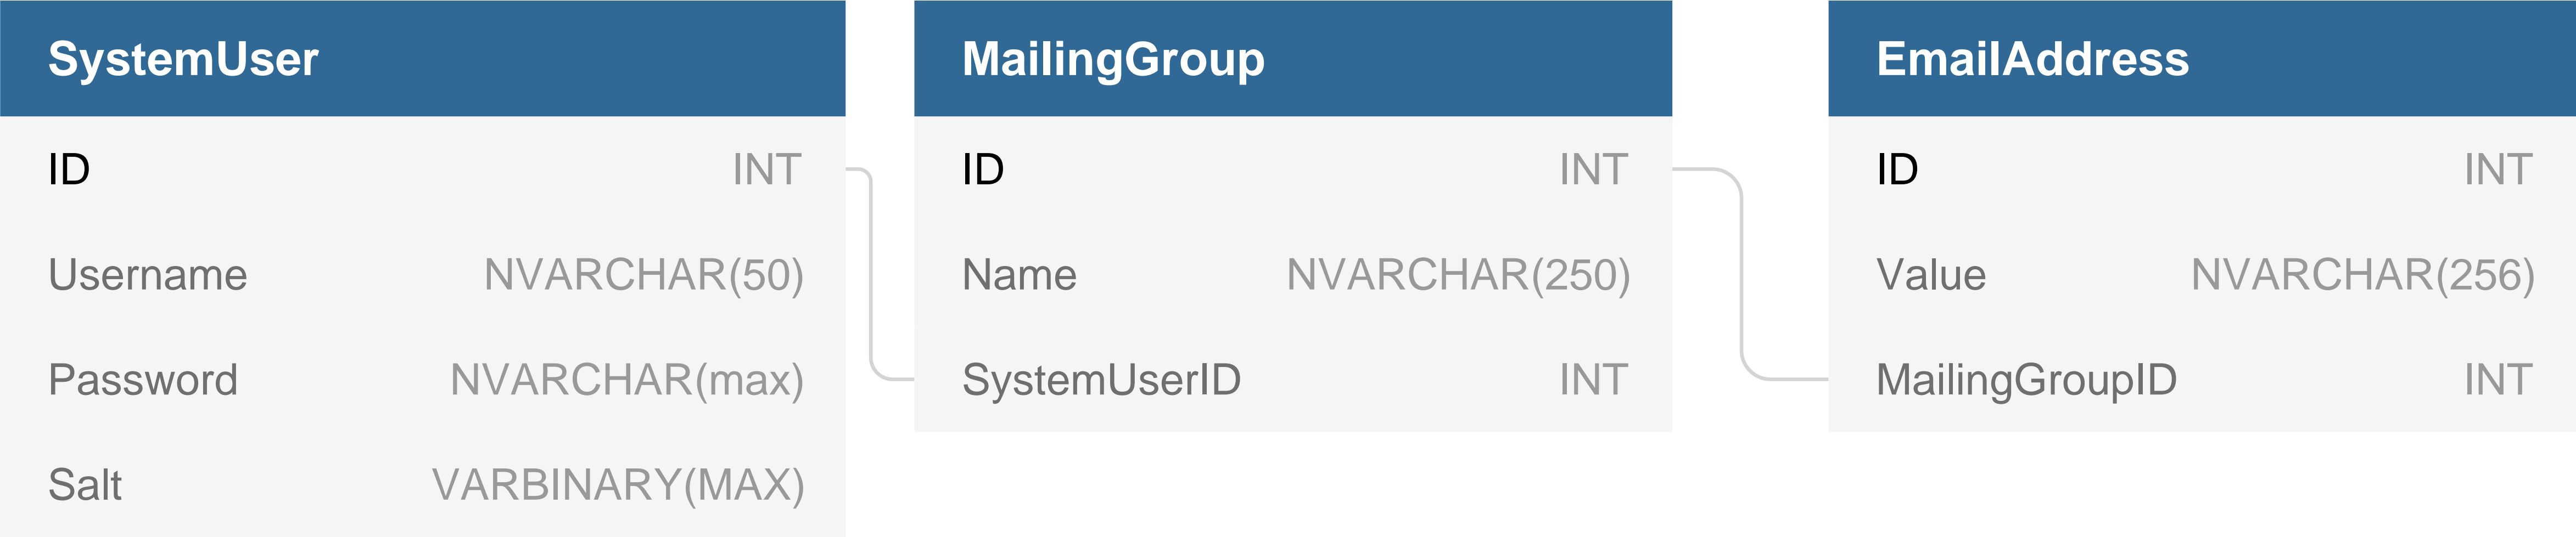 SystemUser
ID INT
Username NVARCHAR(50)
Password NVARCHAR(max)
Salt VARBINARY(MAX)
MailingGroup
ID INT
Name NVARCHAR(250)
SystemUserID INT
EmailAddress
ID INT
Value NVARCHAR(256)
MailingGroupID INT